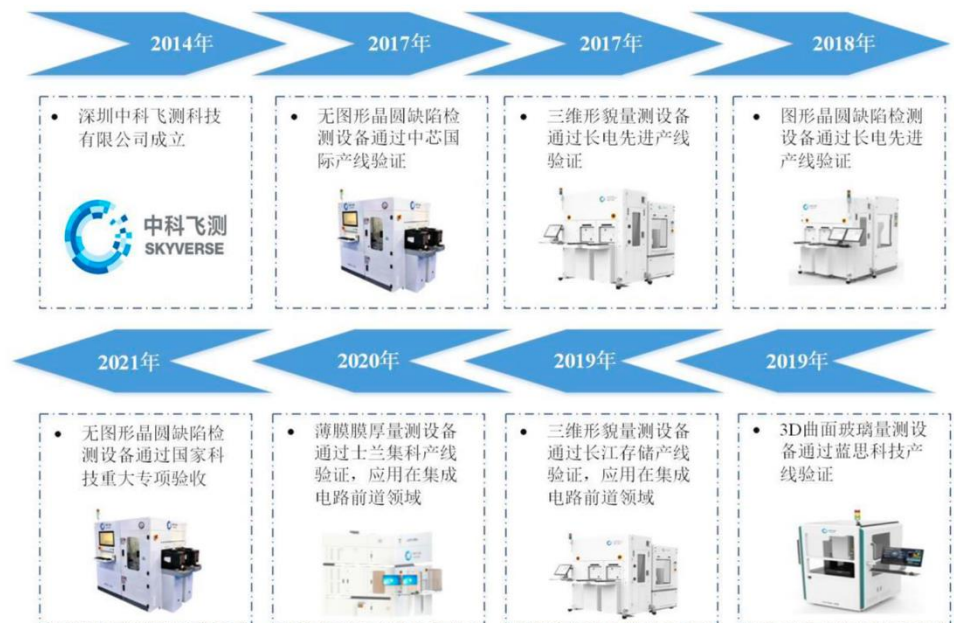 2014年
2017年
2017年
2018年
• 深圳中科飞测科技
有限公司成立
中科飞测
SKYVERSE
• 无图形晶圆缺陷检
测设备通过中芯国
际产线验证
• 三维形貌量测设备
通过长电先进产线
验证
• 图形晶圆缺陷检测
设备通过长电先进
产线验证
2019年
2019年
2020年
2021年
• 3D曲面玻璃量测设
备通过蓝思科技产
线验证
• 三维形貌量测设备
通过长江存储产线
验证，应用在集成
电路前道领域
• 薄膜膜厚量测设备
通过士兰集科产线
验证，应用在集成
电路前道领域
• 无图形晶圆缺陷检
测设备通过国家科
技重大专项验收